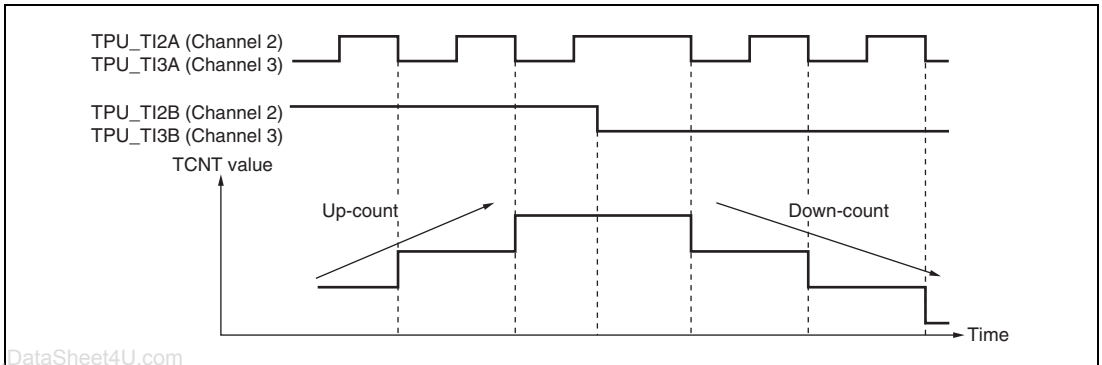 TPU_TI2A (Channel 2)
TPU_TI3A (Channel 3)
TPU_TI2B (Channel 2)
TPU_TI3B (Channel 3)
TCNT value
Up-count
Down-count
Time
DataSheet4U.com